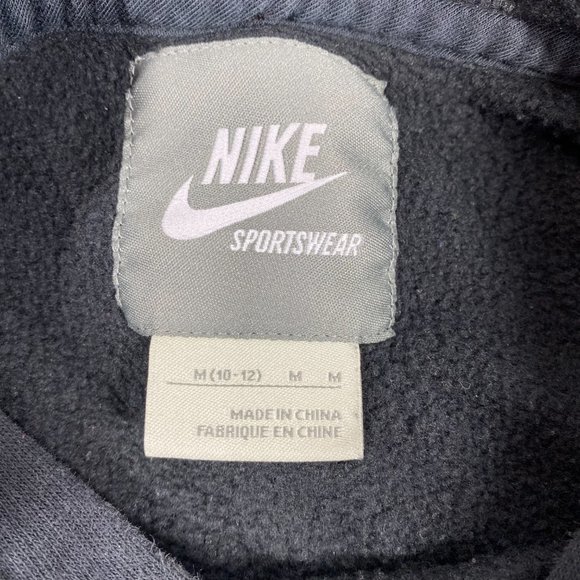 NIKE
SPORTSWEAR
M (10-12) M M
MADE IN CHINA
FABRIQUE EN CHINE